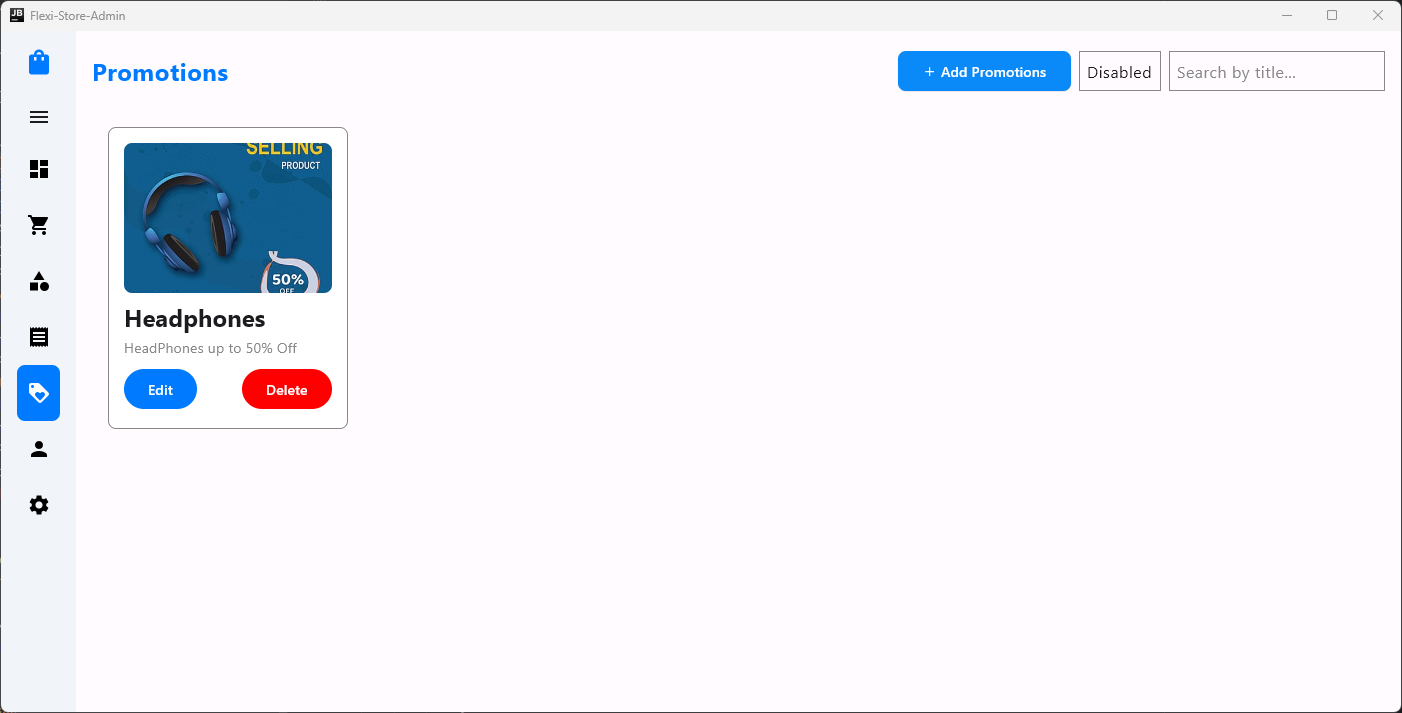 JB
Flexi-Store-Admin
Promotions
+ Add Promotions
Disabled
Search by title...
SELLING
PRODUCT
50%
OFF
Headphones
HeadPhones up to 50% Off
Edit
Delete